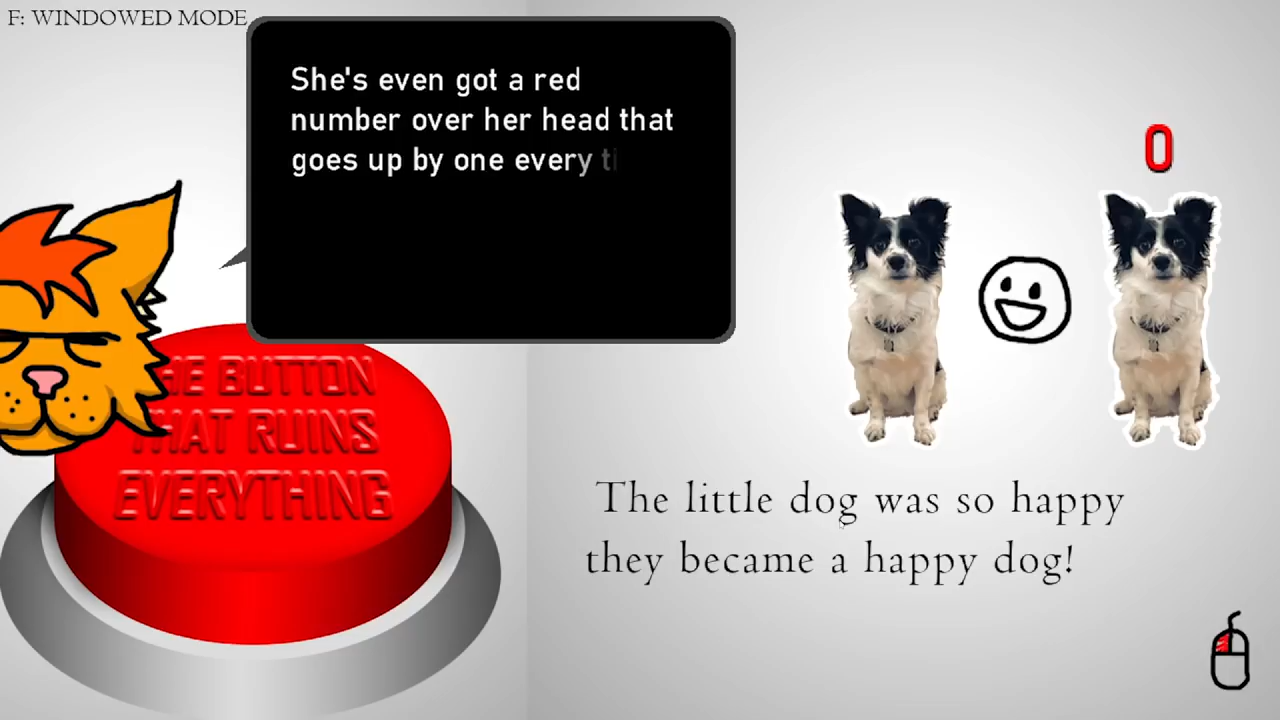 F: WINDOWED MODE
She's even got a red
number over her head that
goes up by one every
0
THE BUTTON
THAT RUINS
EVERYTHING
The little dog was so happy
they became a happy dog!